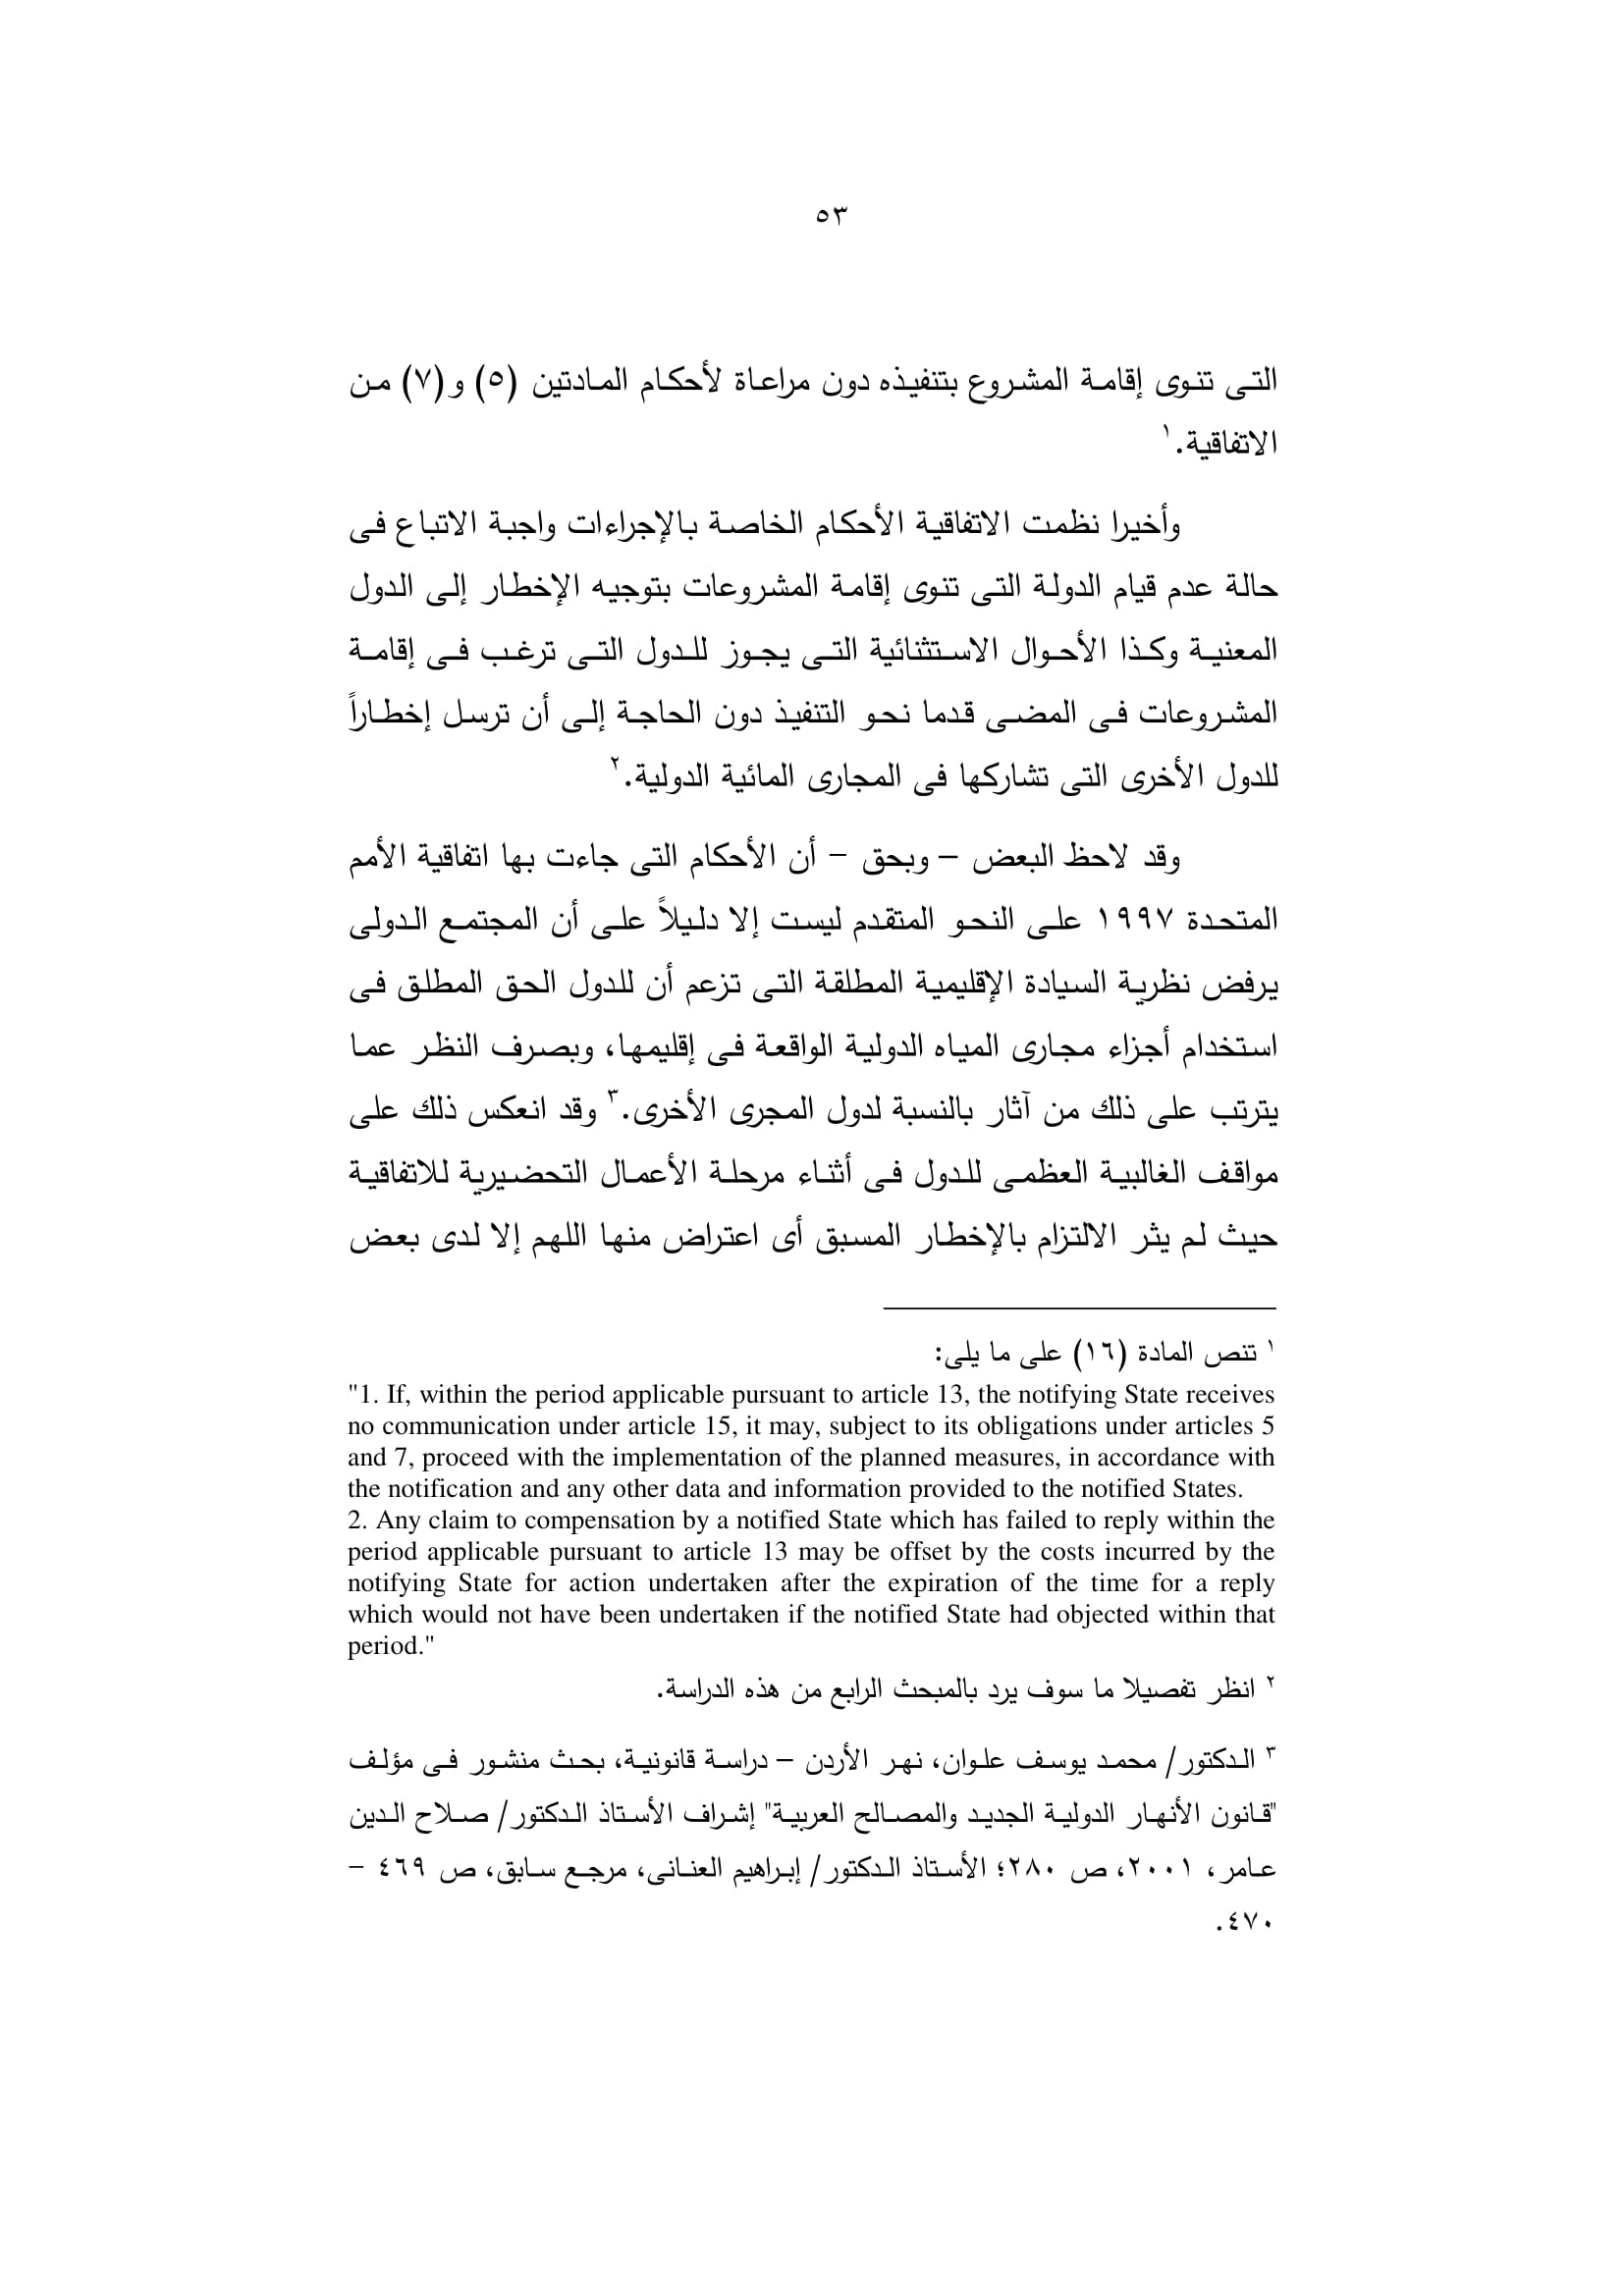 ٥٣
التى تنوى إقامة المشروع بتنفيذه دون مراعاة لأحكام المادتين (٥) و(٧) من
الاتفاقية.١
وأخيرا نظمت الاتفاقية الأحكام الخاصة بالإجراءات واجبة الاتباع فى
حالة عدم قيام الدولة التى تنوى إقامة المشروعات بتوجيه الإخطار إلى الدول
المعنية وكذا الأحوال الاستثنائية التى يجوز للدول التى ترغب فى إقامة
المشروعات فى المضى قدما نحو التنفيذ دون الحاجة إلى أن ترسل إخطاراً
للدول الأخرى التى تشاركها فى المجارى المائية الدولية.٢
وقد لاحظ البعض – وبحق – أن الأحكام التى جاءت بها اتفاقية الأمم
المتحدة ١٩٩٧ على النحو المتقدم ليست إلا دليلاً على أن المجتمع الدولى
يرفض نظرية السيادة الإقليمية المطلقة التى تزعم أن للدول الحق المطلق فى
استخدام أجزاء مجارى المياه الدولية الواقعة فى إقليمها، وبصرف النظر عما
يترتب على ذلك من آثار بالنسبة لدول المجرى الأخرى.٣ وقد انعكس ذلك على
مواقف الغالبية العظمى للدول فى أثناء مرحلة الأعمال التحضيرية للاتفاقية
حيث لم يثر الالتزام بالإخطار المسبق أى اعتراض منها اللهم إلا لدى بعض
١ تنص المادة (١٦) على ما يلى:
"1. If, within the period applicable pursuant to article 13, the notifying State receives
no communication under article 15, it may, subject to its obligations under articles 5
and 7, proceed with the implementation of the planned measures, in accordance with
the notification and any other data and information provided to the notified States.
2. Any claim to compensation by a notified State which has failed to reply within the
period applicable pursuant to article 13 may be offset by the costs incurred by the
notifying State for action undertaken after the expiration of the time for a reply
which would not have been undertaken if the notified State had objected within that
period."
٢ انظر تفصيلا ما سوف يرد بالمبحث الرابع من هذه الدراسة.
٣ الدكتور/ محمد يوسف علوان، نهر الأردن – دراسة قانونية، بحث منشور فى مؤلف
"قانون الأنهار الدولية الجديد والمصالح العربية" إشراف الأستاذ الدكتور/ صلاح الدين
عامر، ٢٠٠١، ص ٢٨٠؛ الأستاذ الدكتور/ إبراهيم العنانى، مرجع سابق، ص ٤٦٩ –
٤٧٠.